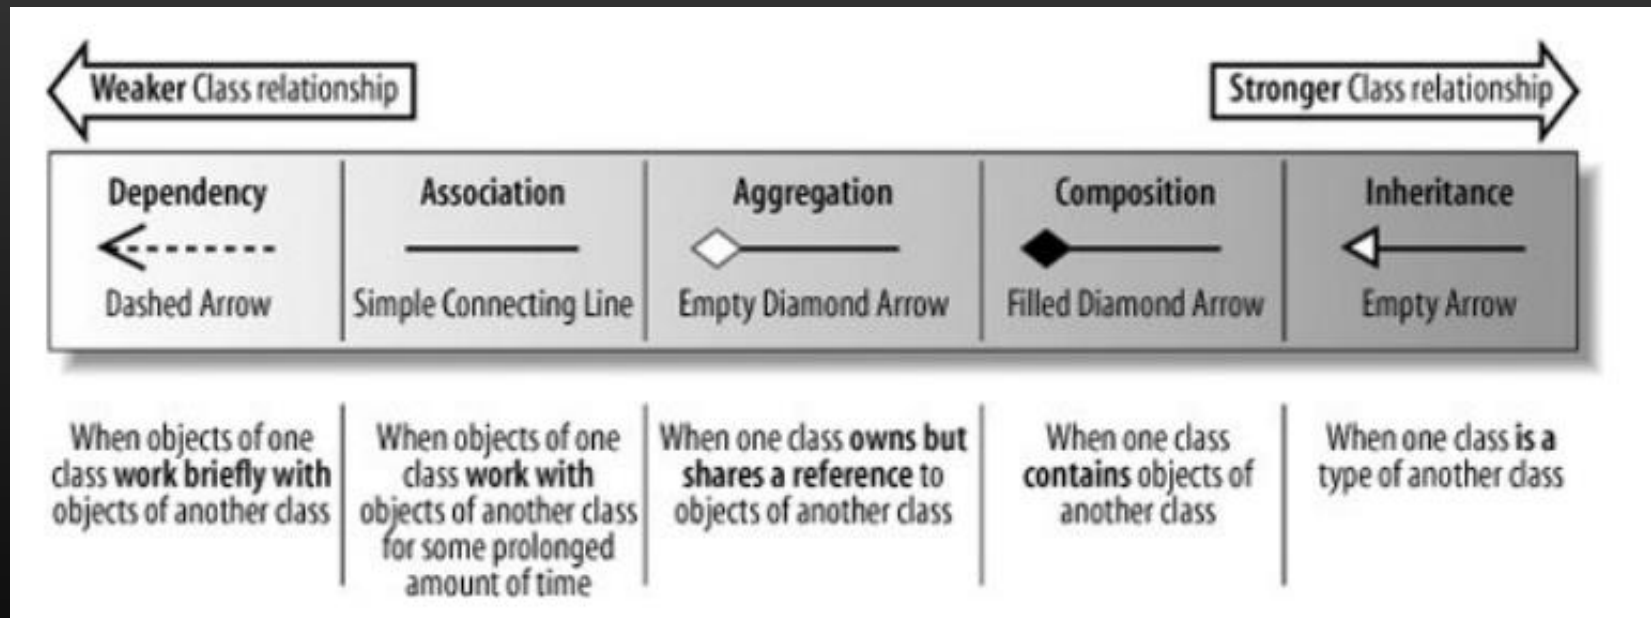 Weaker Class relationship
Stronger Class relationship
Dependency
Dashed Arrow
Association
Simple Connecting Line
Aggregation
Empty Diamond Arrow
Composition
Filled Diamond Arrow
Inheritance
Empty Arrow
When objects of one
class work briefly with
objects of another class
When objects of one
class work with
objects of another class
for some prolonged
amount of time
When one class owns but
shares a reference to
objects of another class
When one class
contains objects of
another class
When one class is a
type of another class